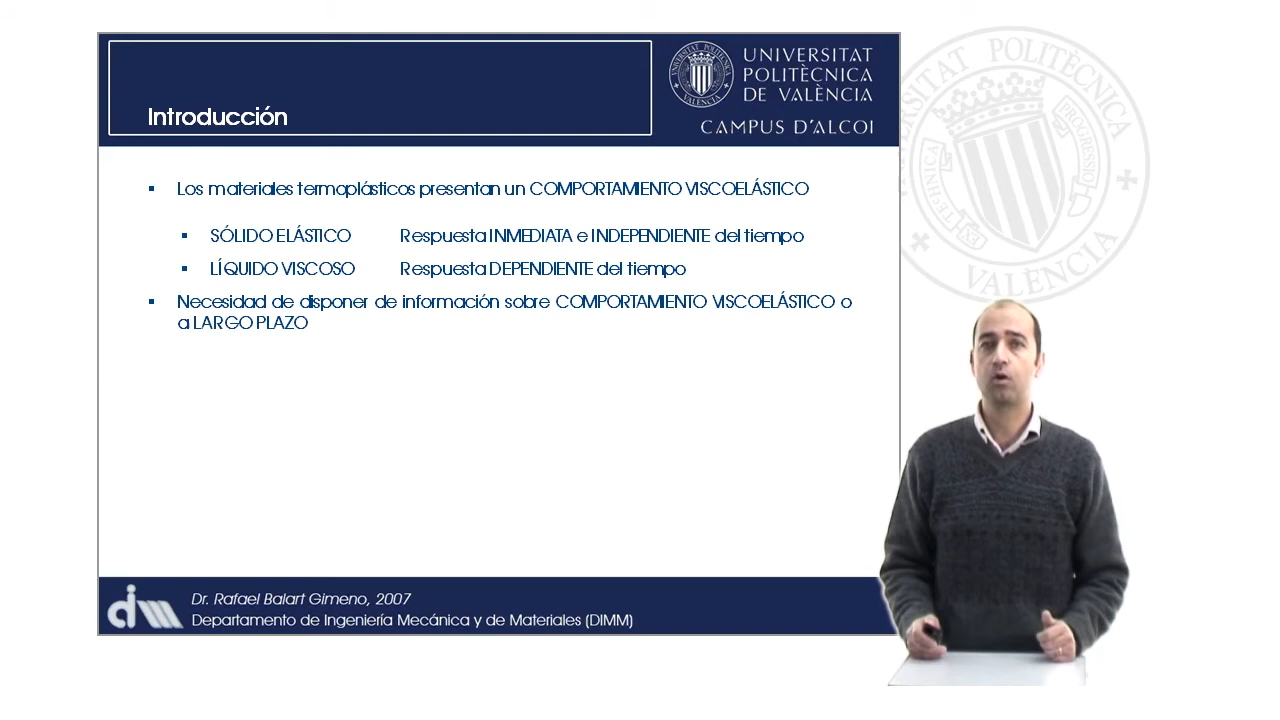 Introducción
UNIVERSITAT
POLITÈCNICA
DE VALÈNCIA
CAMPUS D'ALCOI
▪ Los materiales termoplásticos presentan un COMPORTAMIENTO VISCOELÁSTICO
▪ SÓLIDO ELÁSTICO Respuesta INMEDIATA e INDEPENDIENTE del tiempo
▪ LÍQUIDO VISCOSO Respuesta DEPENDIENTE del tiempo
▪ Necesidad de disponer de información sobre COMPORTAMIENTO VISCOELÁSTICO o
a LARGO PLAZO
dimm
Dr. Rafael Balart Gimeno, 2007
Departamento de Ingeniería Mecánica y de Materiales (DIMM)